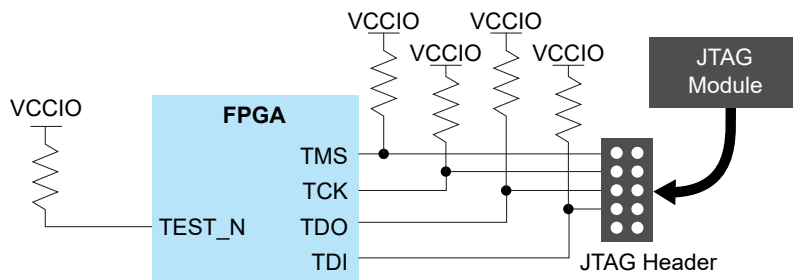 VCCIO
VCCIO
VCCIO
VCCIO
JTAG
Module
VCCIO
FPGA
TMS
TCK
TEST_N
TDO
TDI
JTAG Header